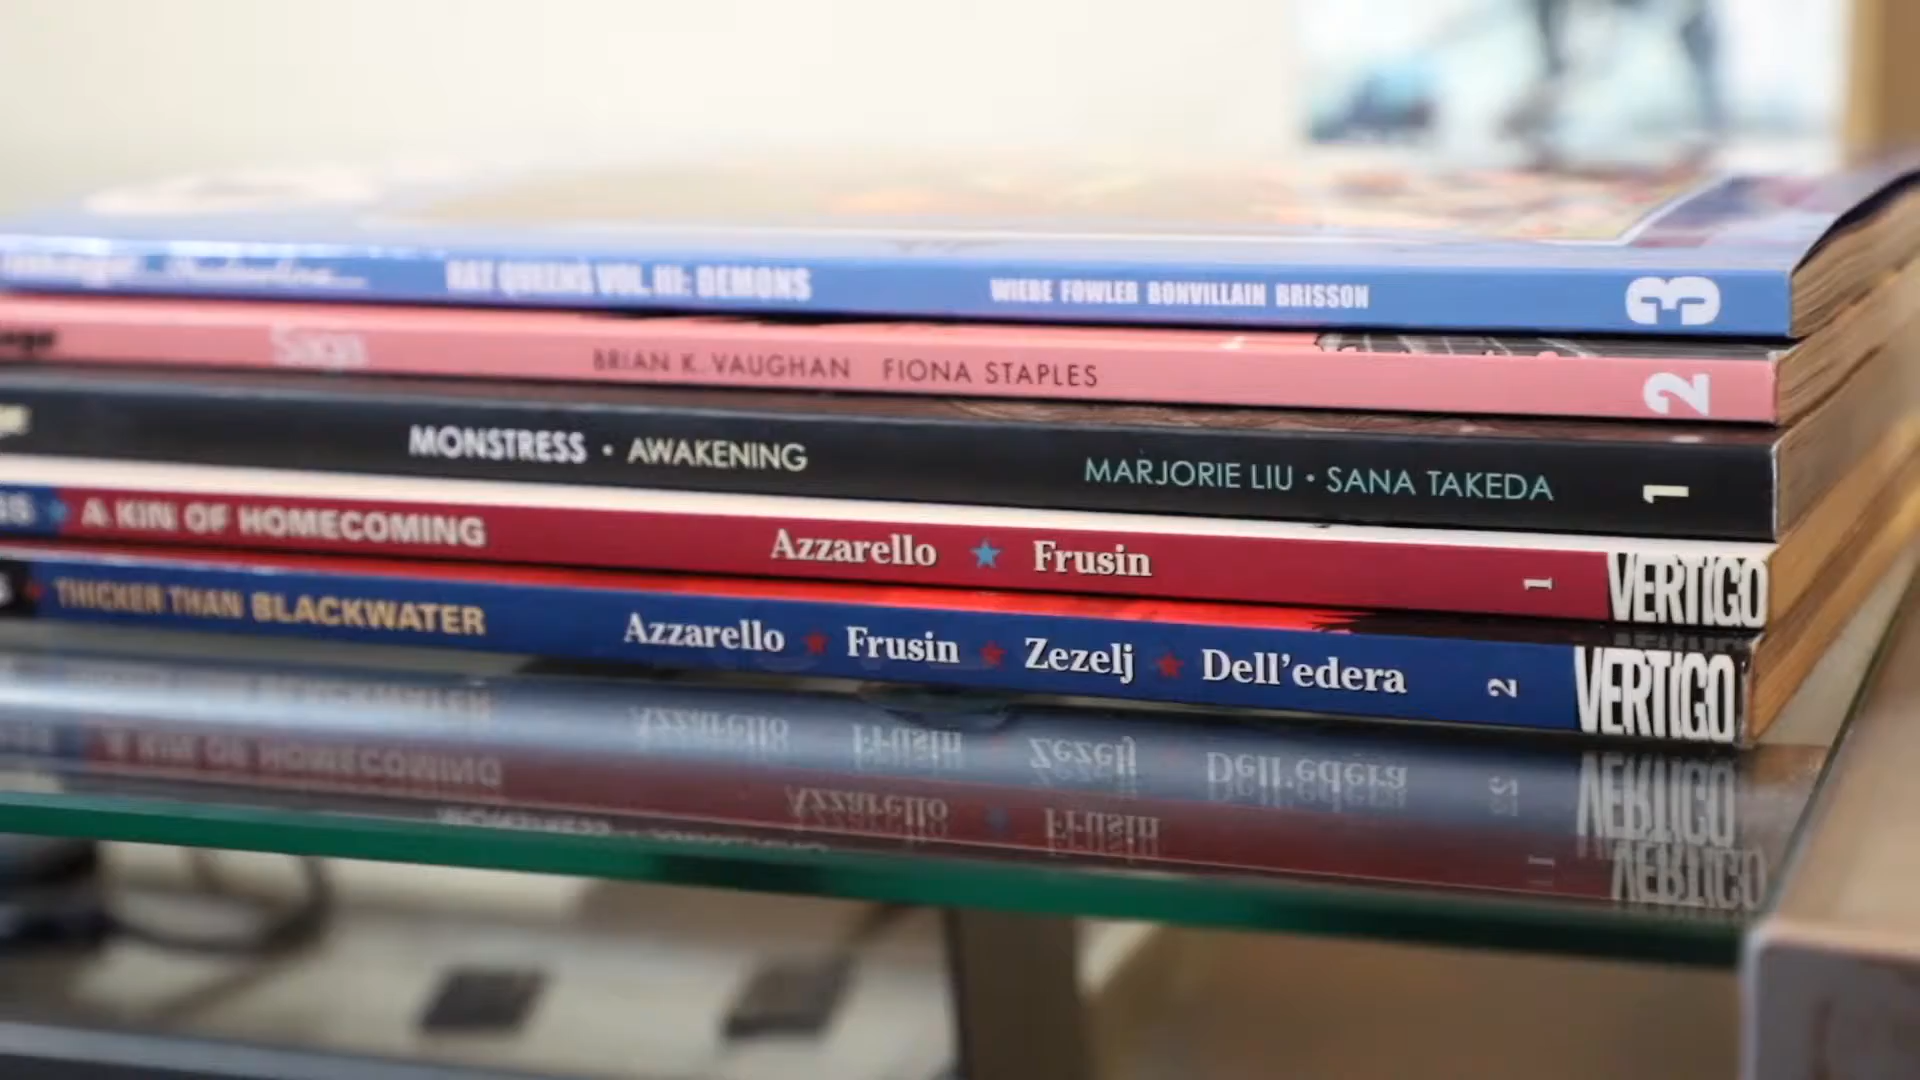 RAT QUEENS VOL. III: DEMONS WIEBE FOWLER BONVILLAIN BRISSON 3
Saga BRIAN K. VAUGHAN FIONA STAPLES 2
MONSTRESS • AWAKENING MARJORIE LIU • SANA TAKEDA 1
A KIN OF HOMECOMING Azzarello ★ Frusin 1 VERTIGO
THICKER THAN BLACKWATER Azzarello ★ Frusin ★ Zezelj ★ Dell'edera 2 VERTIGO